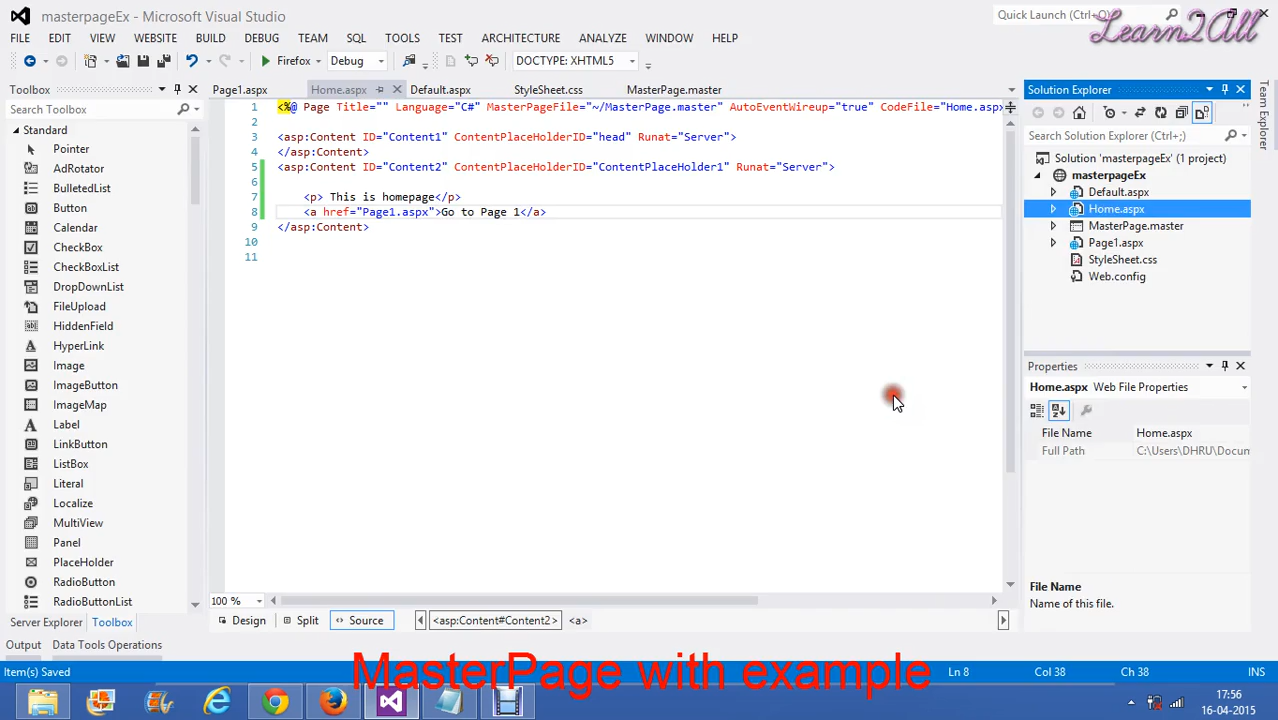 masterpageEx - Microsoft Visual Studio
Quick Launch (Ctrl+Q)
Learn2All
FILE EDIT VIEW WEBSITE BUILD DEBUG TEAM SQL TOOLS TEST ARCHITECTURE ANALYZE WINDOW HELP
Firefox Debug DOCTYPE: XHTML5
Toolbox
Search Toolbox
Standard
Pointer
AdRotator
BulletedList
Button
Calendar
CheckBox
CheckBoxList
DropDownList
FileUpload
HiddenField
HyperLink
Image
ImageButton
ImageMap
Label
LinkButton
ListBox
Literal
Localize
MultiView
Panel
PlaceHolder
RadioButton
RadioButtonList
Server Explorer Toolbox
Page1.aspx Home.aspx Default.aspx StyleSheet.css MasterPage.master
1 <%@ Page Title="" Language="C#" MasterPageFile="~/MasterPage.master" AutoEventWireup="true" CodeFile="Home.asp
2
3 <asp:Content ID="Content1" ContentPlaceHolderID="head" Runat="Server">
4 </asp:Content>
5 <asp:Content ID="Content2" ContentPlaceHolderID="ContentPlaceHolder1" Runat="Server">
6
7 <p> This is homepage</p>
8 <a href="Page1.aspx">Go to Page 1</a>
9 </asp:Content>
10
11
100 %
Design Split Source <asp:Content#Content2> <a>
Solution Explorer
Search Solution Explorer (Ctrl+;)
Solution 'masterpageEx' (1 project)
masterpageEx
Default.aspx
Home.aspx
MasterPage.master
Page1.aspx
StyleSheet.css
Web.config
Team Explorer
Properties
Home.aspx Web File Properties
File Name Home.aspx
Full Path C:\Users\DHRU\Docum
File Name
Name of this file.
Output Data Tools Operations
Item(s) Saved Ln 8 Col 38 Ch 38 INS
MasterPage with example
17:56
16-04-2015